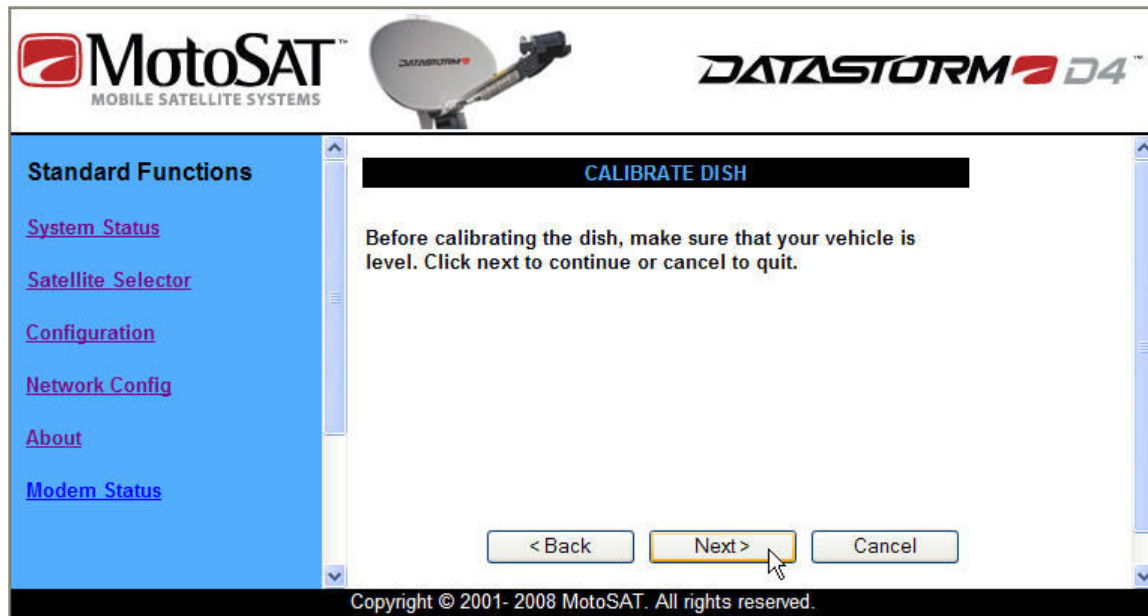 MotoSAT™
MOBILE SATELLITE SYSTEMS
DATASTORM
DATASTORM D4™
Standard Functions
System Status
Satellite Selector
Configuration
Network Config
About
Modem Status
CALIBRATE DISH
Before calibrating the dish, make sure that your vehicle is
level. Click next to continue or cancel to quit.
< Back
Next >
Cancel
Copyright © 2001- 2008 MotoSAT. All rights reserved.